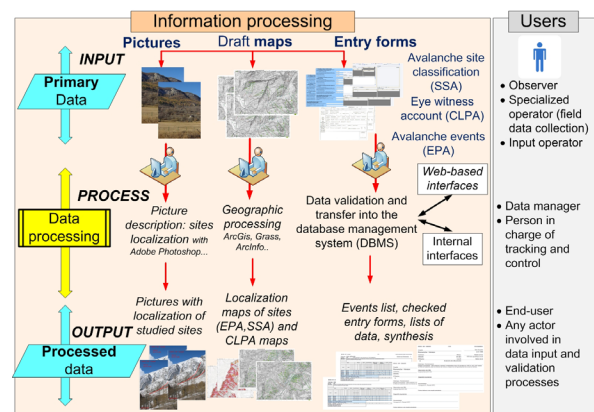 Information processing
Users
INPUT
Pictures
Draft maps
Entry forms
Primary
Data
Avalanche site
classification
(SSA)
Eye witness
account (CLPA)
Avalanche events
(EPA)
• Observer
• Specialized
operator (field
data collection)
• Input operator
PROCESS
Data
processing
Picture
description: sites
localization with
Adobe Photoshop...
Geographic
processing
ArcGis, Grass,
ArcInfo..
Data validation and
transfer into the
database management
system (DBMS)
Web-based
interfaces
Internal
interfaces
• Data manager
• Person in
charge of
tracking and
control
OUTPUT
Processed
data
Pictures with
localization of
studied sites
Localization
maps of sites
(EPA,SSA) and
CLPA maps
Events list, checked
entry forms, lists of
data, synthesis
• End-user
• Any actor
involved in
data input and
validation
processes